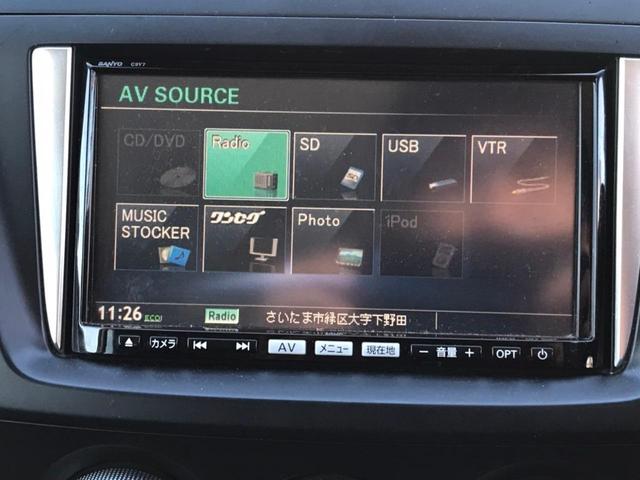 SANYO
AV SOURCE
CD/DVD
Radio
SD
USB
VTR
MUSIC STOCKER
ワンセグ
Photo
iPod
11:26 ECO! Radio さいたま市緑区大字下野田
カメラ AV メニュー 現在地 − 音量 + OPT